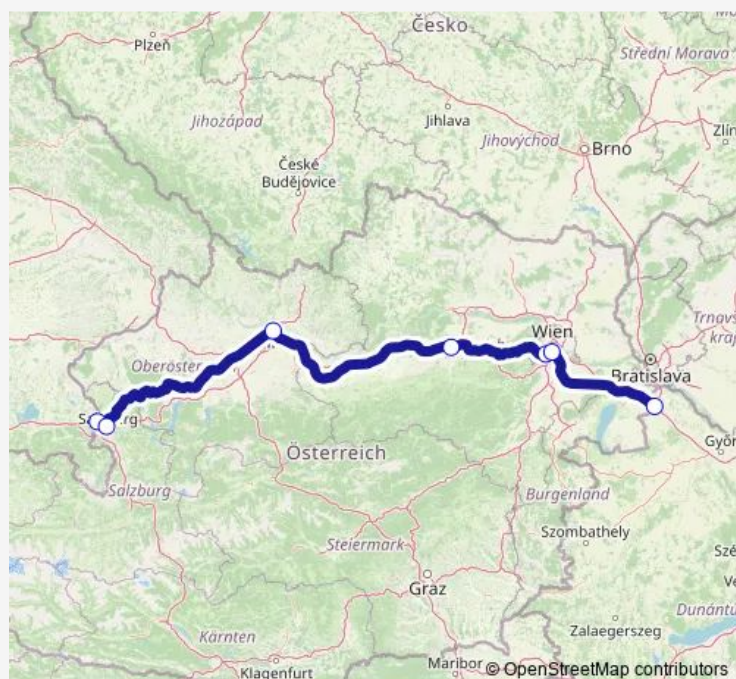 Plzeň
Česko
Střední Morava
Jihozápad
Jihlava
Jihovýchod
Brno
Zlín
České
Budějovice
Wien
Trnavs
kraj
Oberöster
Bratislava
Győr
Österreich
Salzburg
Burgenland
Steiermark
Szombathely
Graz
Dunántú
Zalaegerszeg
Kärnten
Klagenfurt
Maribor
© OpenStreetMap contributors